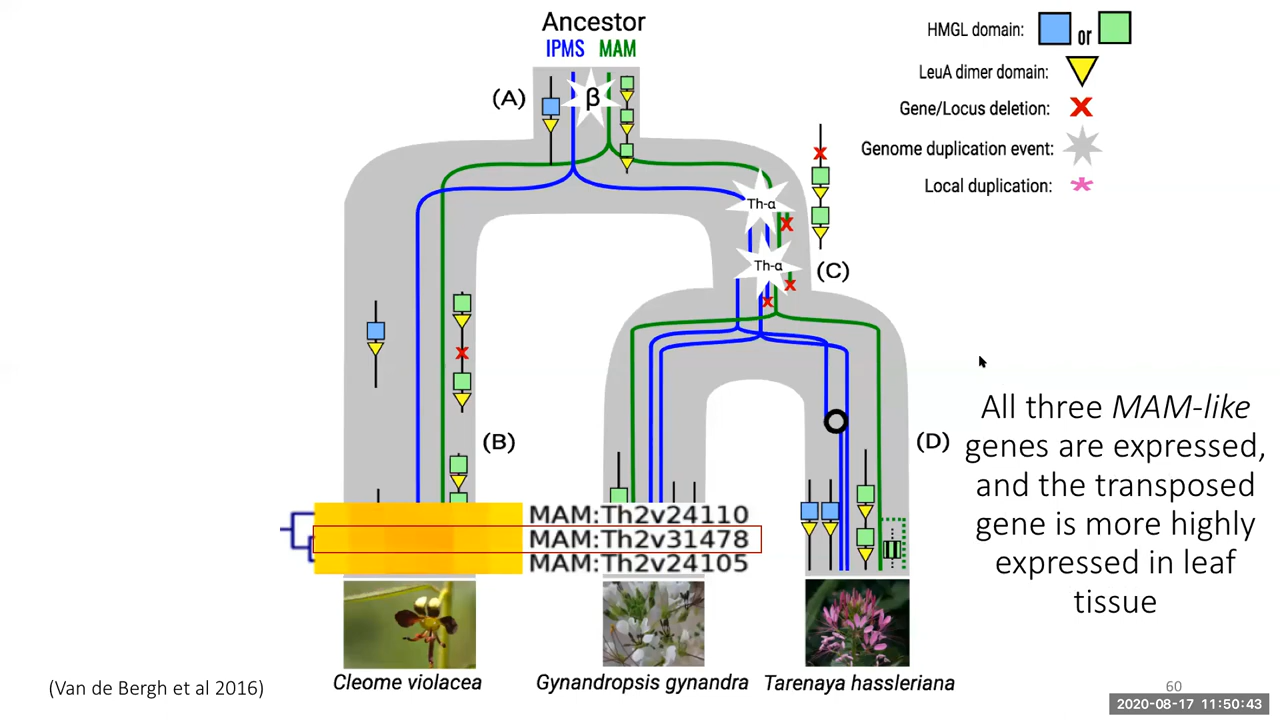 Ancestor
IPMS MAM
(A)
β
HMGL domain: or
LeuA dimer domain:
Gene/Locus deletion:
Genome duplication event:
Local duplication:
Th-α
Th-α
(C)
(B)
(D)
All three MAM-like
genes are expressed,
and the transposed
gene is more highly
expressed in leaf
tissue
MAM:Th2v24110
MAM:Th2v31478
MAM:Th2v24105
Cleome violacea
Gynandropsis gynandra
Tarenaya hassleriana
(Van de Bergh et al 2016)
60
2020-08-17 11:50:43